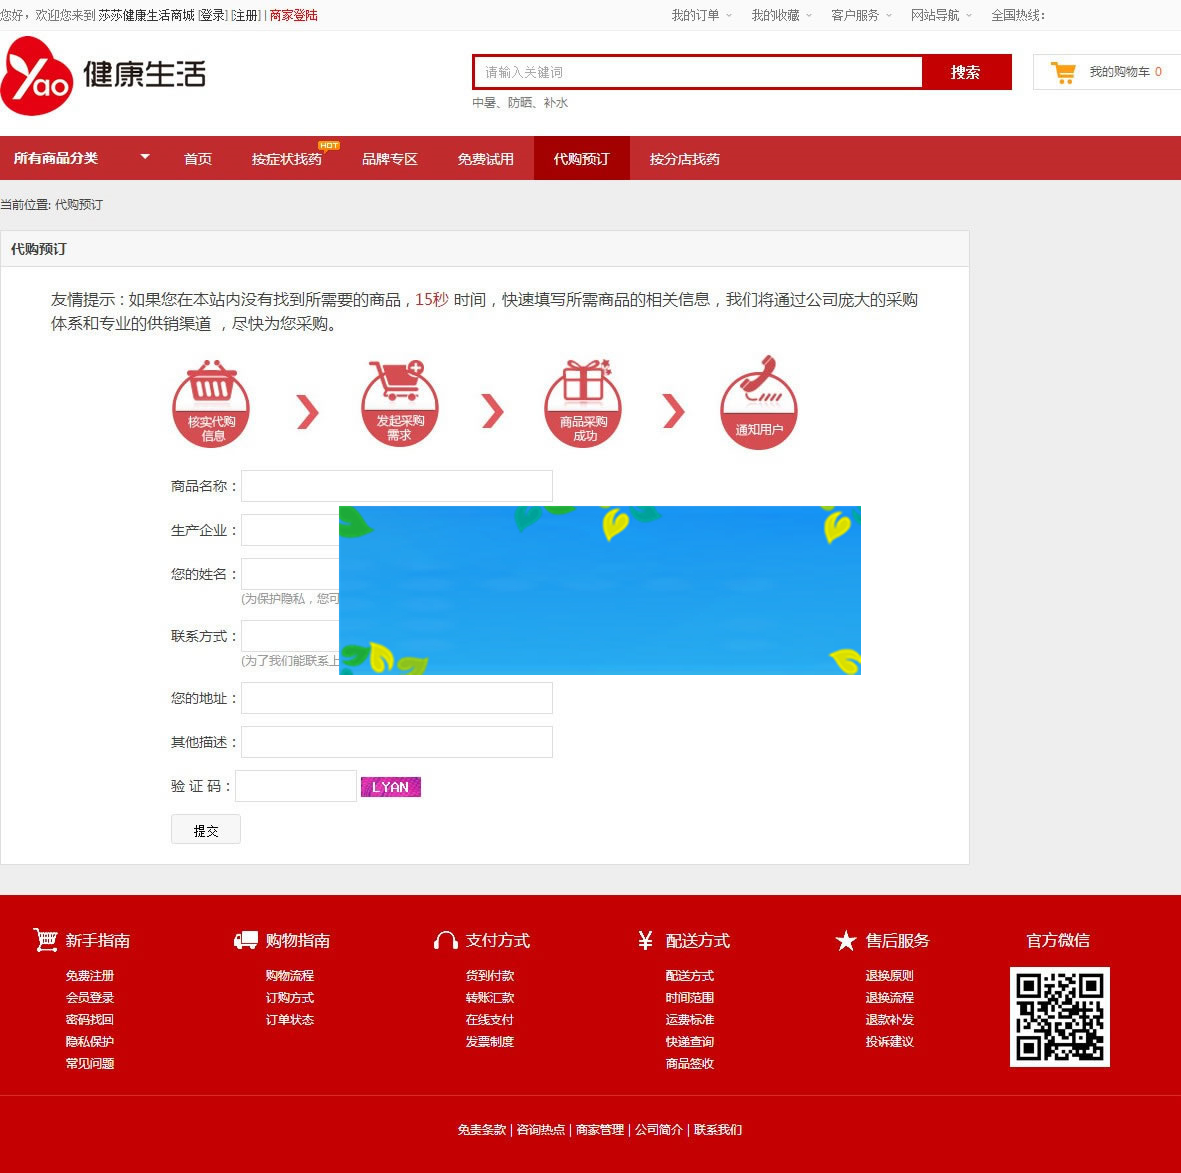 您好，欢迎您来到 莎莎健康生活商城 [登录] [注册] | 商家登陆
我的订单
我的收藏
客户服务
网站导航
全国热线：
Yao 健康生活
请输入关键词
搜索
我的购物车 0
中暑、防晒、补水
所有商品分类
首页
按症状找药
HOT
品牌专区
免费试用
代购预订
按分店找药
当前位置: 代购预订
代购预订
友情提示：如果您在本站内没有找到所需要的商品，15秒 时间，快速填写所需商品的相关信息，我们将通过公司庞大的采购
体系和专业的供销渠道 ，尽快为您采购。
核实代购
信息
发起采购
需求
商品采购
成功
通知用户
商品名称：
生产企业：
您的姓名：
(为保护隐私，您可
联系方式：
(为了我们能联系上
您的地址：
其他描述：
验 证 码：
LYAN
提交
新手指南
免费注册
会员登录
密码找回
隐私保护
常见问题
购物指南
购物流程
订购方式
订单状态
支付方式
货到付款
转账汇款
在线支付
发票制度
¥ 配送方式
配送方式
时间范围
运费标准
快递查询
商品签收
售后服务
退换原则
退换流程
退款补发
投诉建议
官方微信
免责条款 | 咨询热点 | 商家管理 | 公司简介 | 联系我们